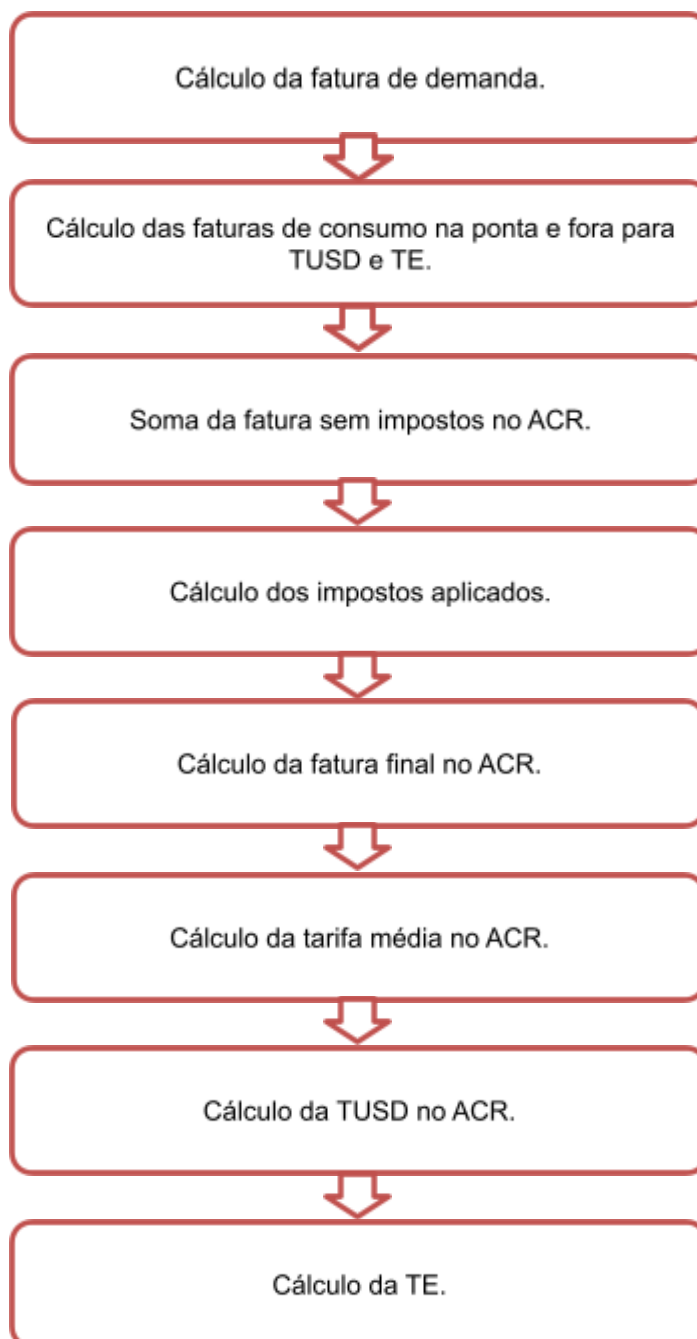 Cálculo da fatura de demanda.
Cálculo das faturas de consumo na ponta e fora para
TUSD e TE.
Soma da fatura sem impostos no ACR.
Cálculo dos impostos aplicados.
Cálculo da fatura final no ACR.
Cálculo da tarifa média no ACR.
Cálculo da TUSD no ACR.
Cálculo da TE.